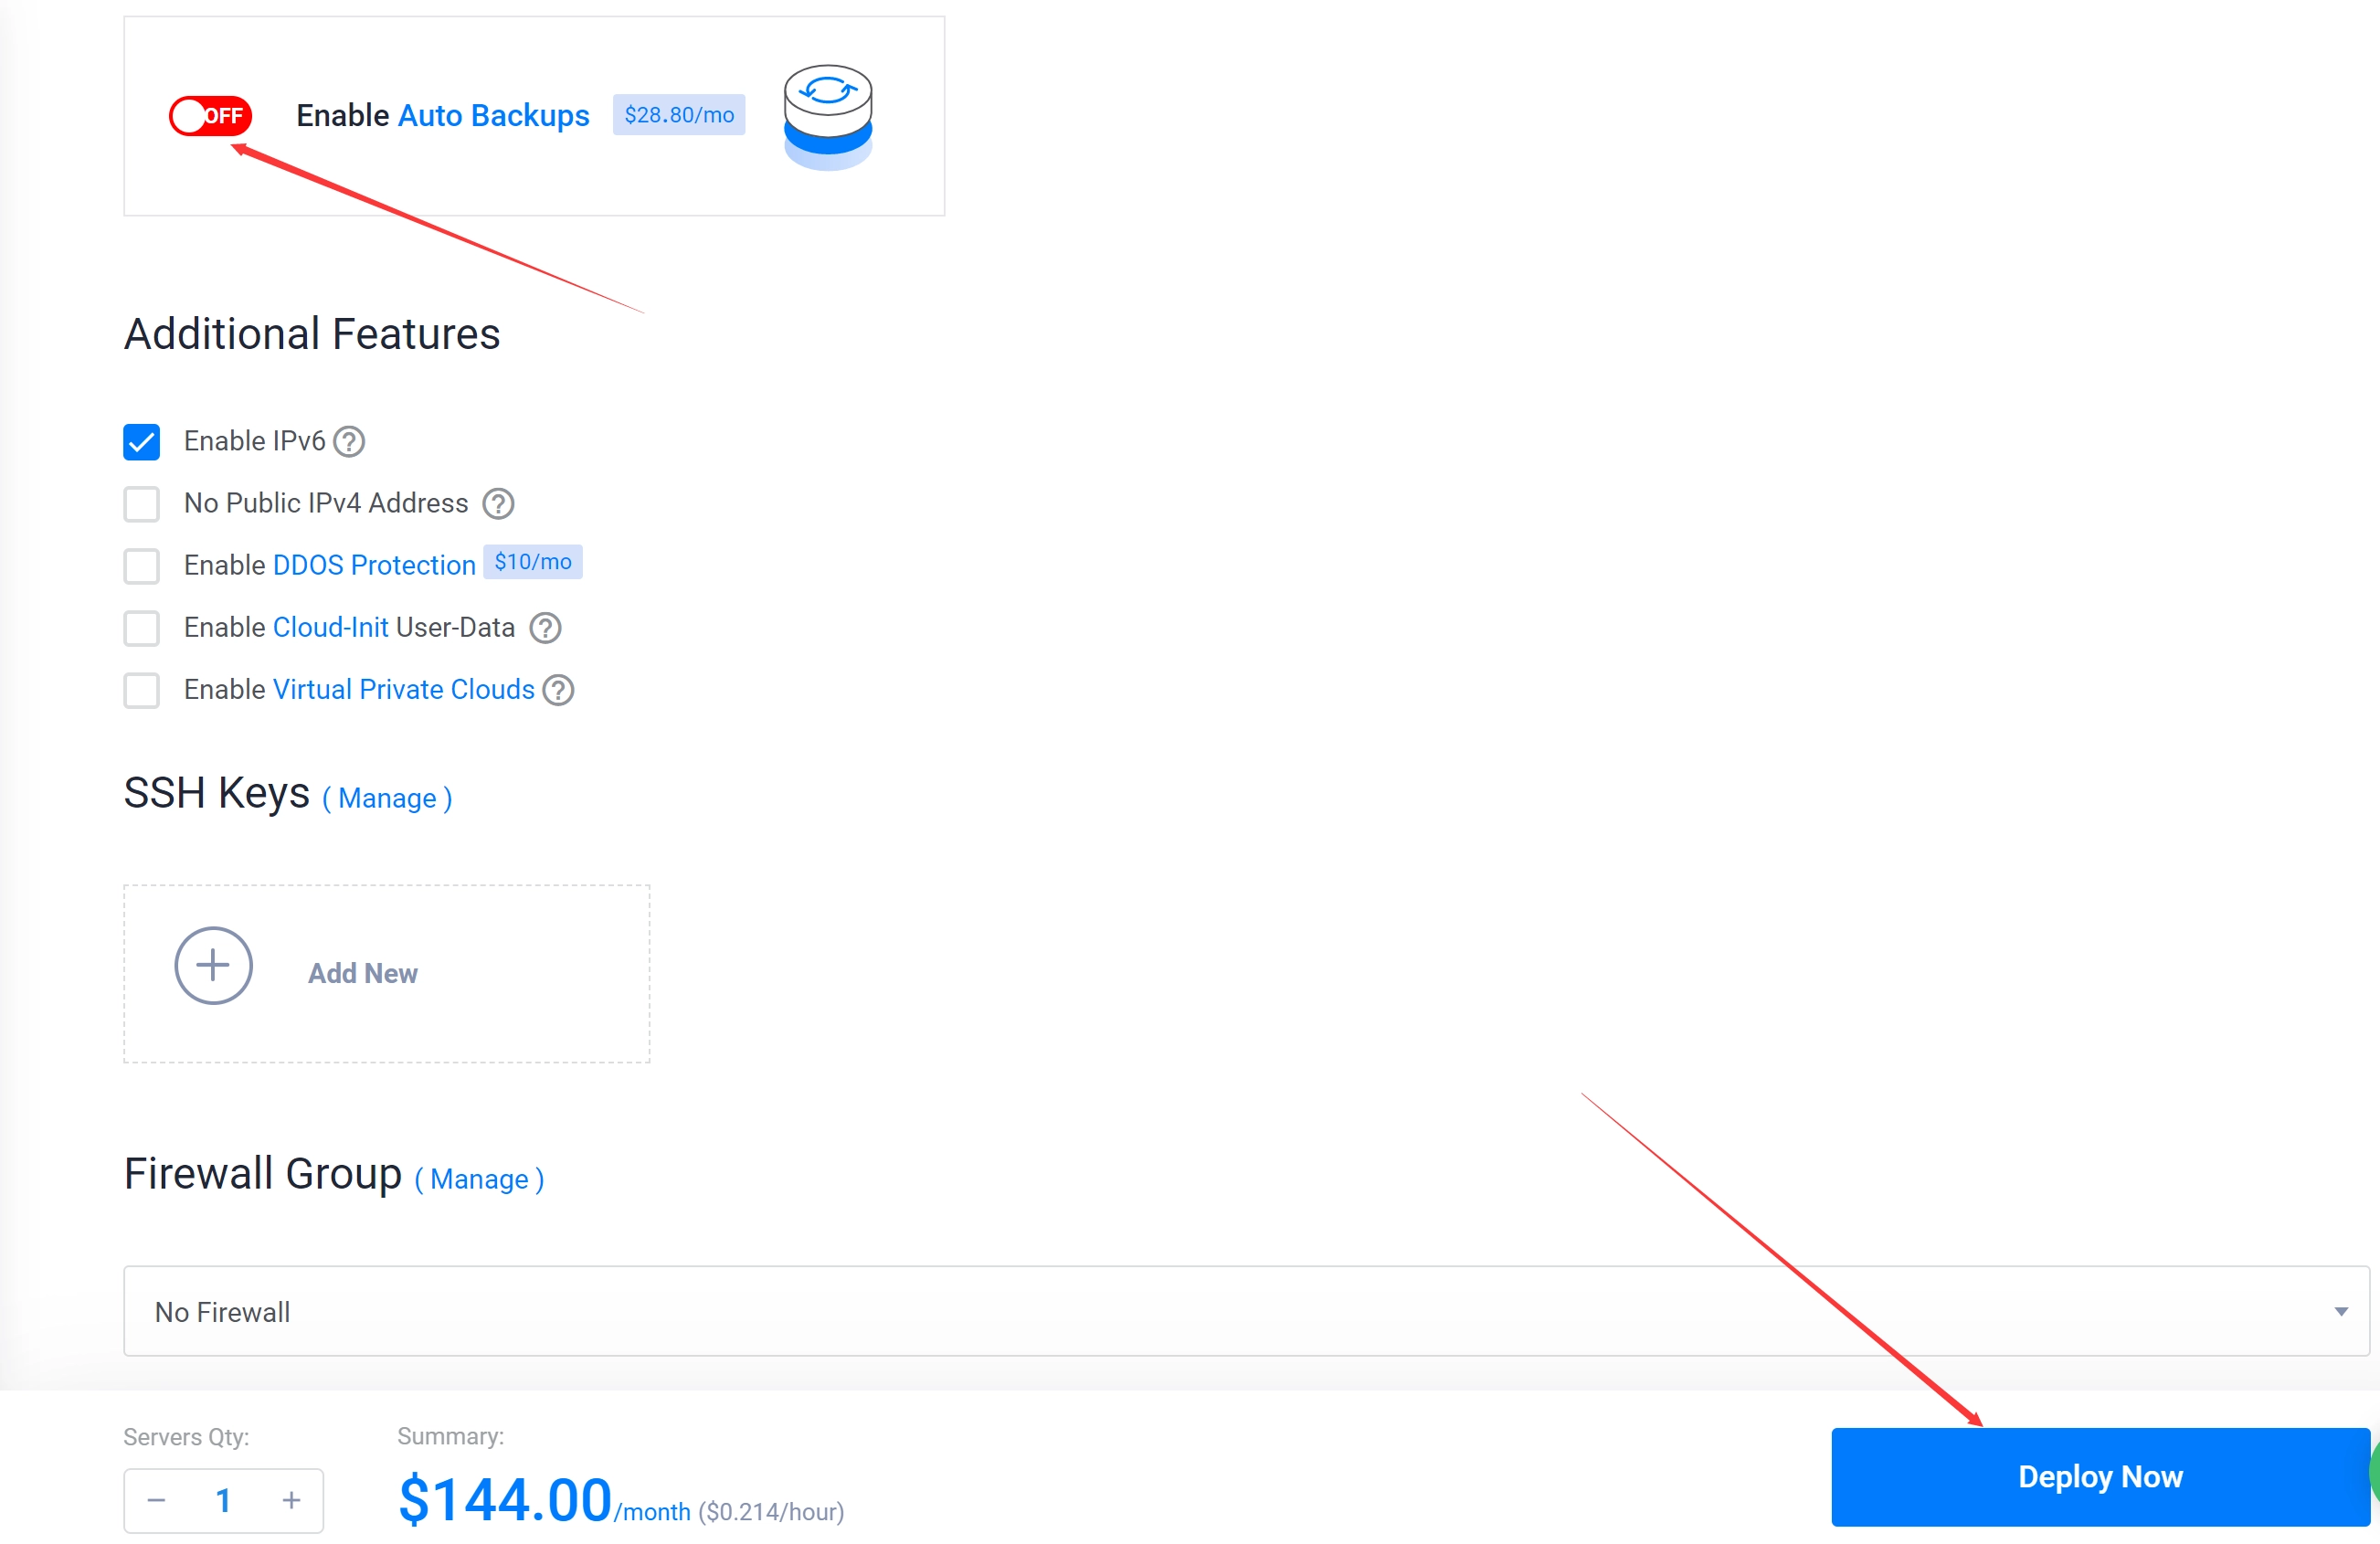 OFF Enable Auto Backups $28.80/mo
Additional Features
Enable IPv6 ?
No Public IPv4 Address ?
Enable DDOS Protection $10/mo
Enable Cloud-Init User-Data ?
Enable Virtual Private Clouds ?
SSH Keys ( Manage )
+ Add New
Firewall Group ( Manage )
No Firewall
Servers Qty: Summary:
− 1 + $144.00/month ($0.214/hour)
Deploy Now